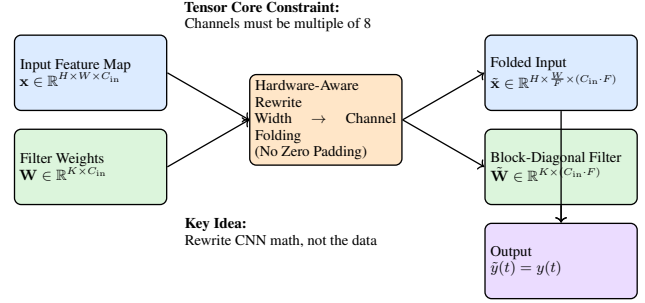 Tensor Core Constraint:
Channels must be multiple of 8
Input Feature Map
x ∈ ℝ^{H×W×C_in}
Filter Weights
W ∈ ℝ^{K×C_in}
Hardware-Aware
Rewrite
Width → Channel
Folding
(No Zero Padding)
Folded Input
x̃ ∈ ℝ^{H×\frac{W}{F}×(C_in·F)}
Block-Diagonal Filter
W̃ ∈ ℝ^{K×(C_in·F)}
Key Idea:
Rewrite CNN math, not the data
Output
ỹ(t) = y(t)